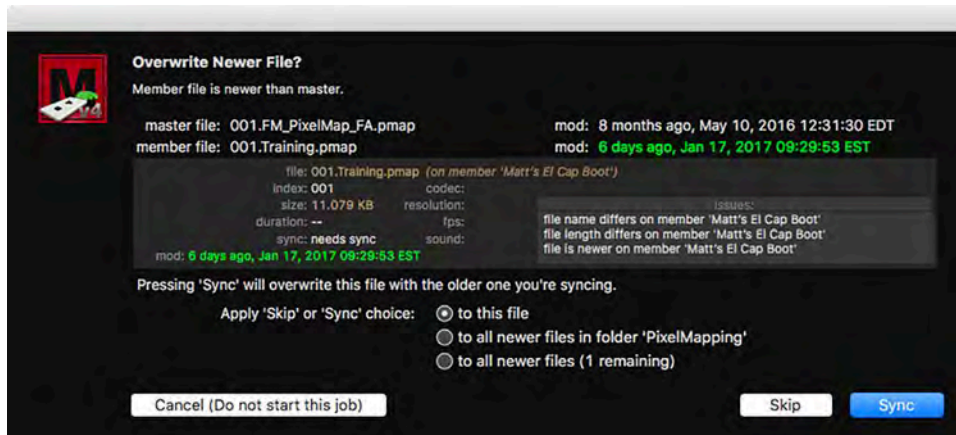 M
v4
Overwrite Newer File?
Member file is newer than master.
master file: 001.FM_PixelMap_FA.pmap mod: 8 months ago, May 10, 2016 12:31:30 EDT
member file: 001.Training.pmap mod: 6 days ago, Jan 17, 2017 09:29:53 EST
file: 001.Training.pmap (on member 'Matt's El Cap Boot')
index: 001 codec:
size: 11.079 KB resolution: issues:
duration: -- fps: file name differs on member 'Matt's El Cap Boot'
sync: needs sync sound: file length differs on member 'Matt's El Cap Boot'
mod: 6 days ago, Jan 17, 2017 09:29:53 EST file is newer on member 'Matt's El Cap Boot'
Pressing 'Sync' will overwrite this file with the older one you're syncing.
Apply 'Skip' or 'Sync' choice: to this file
to all newer files in folder 'PixelMapping'
to all newer files (1 remaining)
Cancel (Do not start this job) Skip Sync